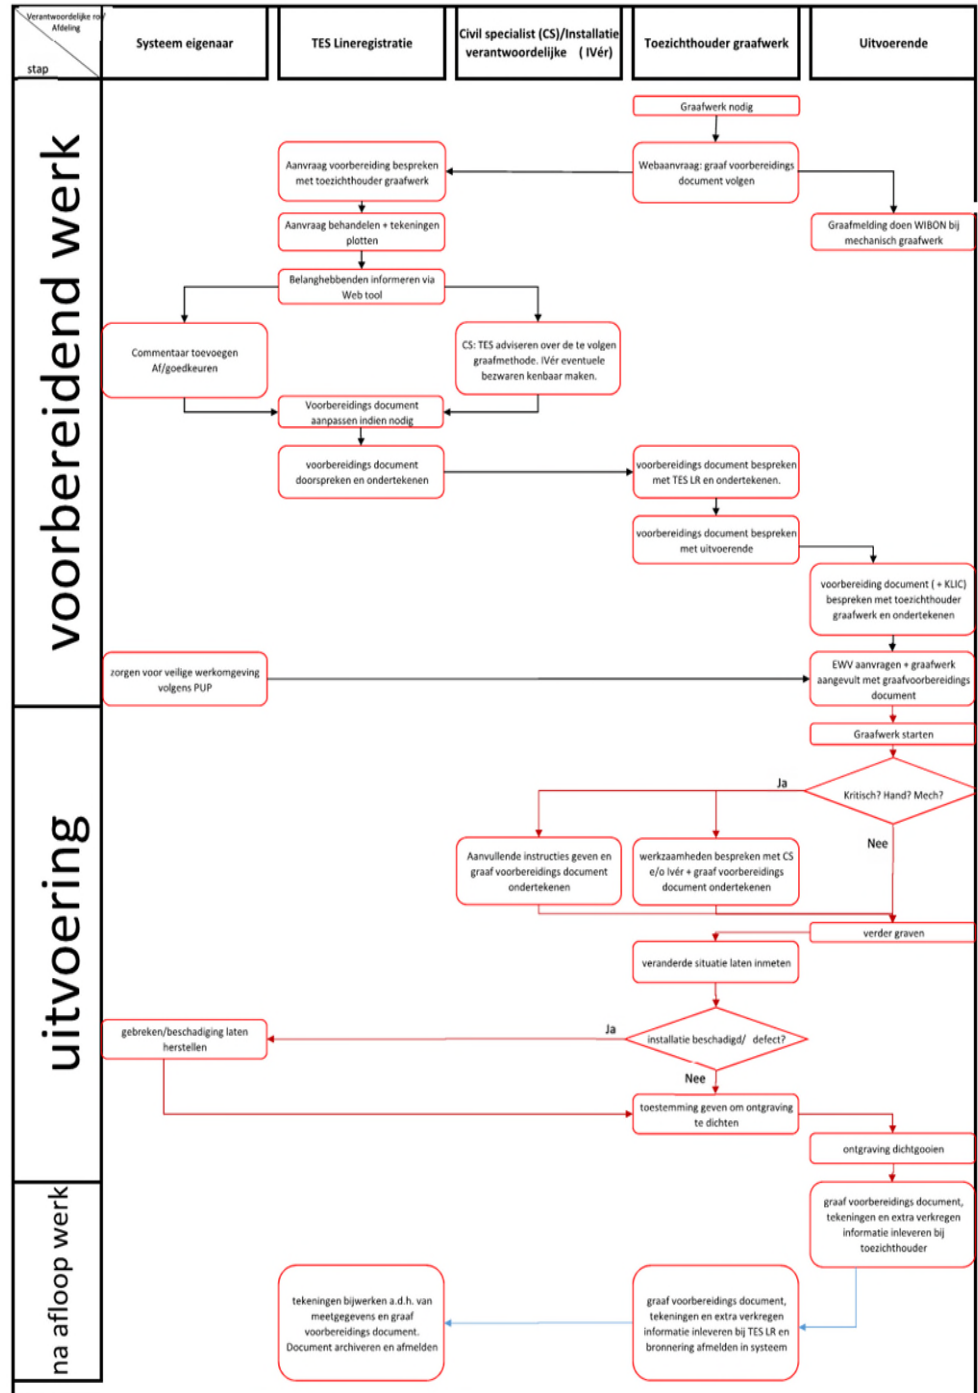 Verantwoordelijke ro /
Afdeling
stap
Systeem eigenaar
TES Lineregistratie
Civil specialist (CS)/Installatie
verantwoordelijke ( IVér)
Toezichthouder graafwerk
Uitvoerende
voorbereidend werk
Graafwerk nodig
Aanvraag voorbereiding bespreken
met toezichthouder graafwerk
Webaanvraag: graaf voorbereidings
document volgen
Aanvraag behandelen + tekeningen
plotten
Graafmelding doen WIBON bij
mechanisch graafwerk
Belanghebbenden informeren via
Web tool
Commentaar toevoegen
Af/goedkeuren
CS: TES adviseren over de te volgen
graafmethode. IVér eventuele
bezwaren kenbaar maken.
Voorbereidings document
aanpassen indien nodig
voorbereidings document
doorspreken en ondertekenen
voorbereidings document bespreken
met TES LR en ondertekenen.
voorbereidings document bespreken
met uitvoerende
voorbereiding document ( + KLIC)
bespreken met toezichthouder
graafwerk en ondertekenen
zorgen voor veilige werkomgeving
volgens PUP
EWV aanvragen + graafwerk
aangevult met graafvoorbereidings
document
uitvoering
Graafwerk starten
Ja
Kritisch? Hand? Mech?
Nee
Aanvullende instructies geven en
graaf voorbereidings document
ondertekenen
werkzaamheden bespreken met CS
e/o Ivér + graaf voorbereidings
document ondertekenen
verder graven
veranderde situatie laten inmeten
gebreken/beschadiging laten
herstellen
Ja
installatie beschadigd/ defect?
Nee
toestemming geven om ontgraving
te dichten
ontgraving dichtgooien
na afloop werk
graaf voorbereidings document,
tekeningen en extra verkregen
informatie inleveren bij
toezichthouder
tekeningen bijwerken a.d.h. van
meetgegevens en graaf
voorbereidings document.
Document archiveren en afmelden
graaf voorbereidings document,
tekeningen en extra verkregen
informatie inleveren bij TES LR en
bronnering afmelden in systeem